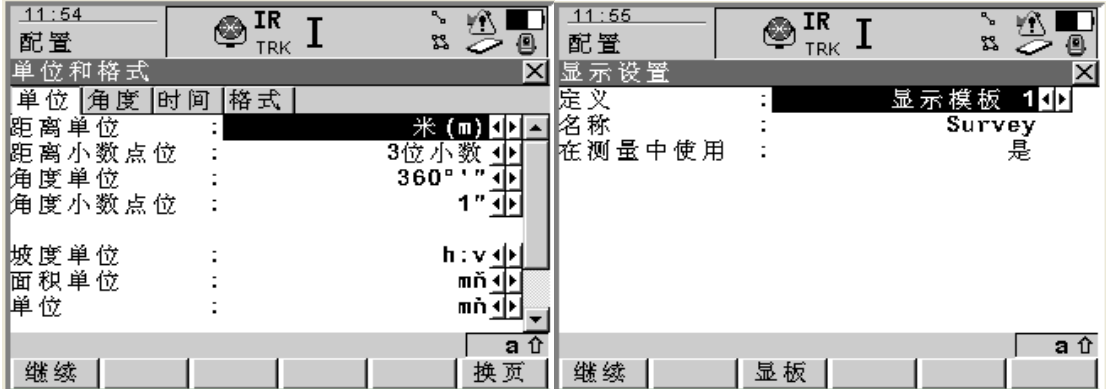 11:54
配置
IR
TRK
I
单位和格式
单位 角度 时间 格式
距离单位 : 米(m)
距离小数点位 : 3位小数
角度单位 : 360°'"
角度小数点位 : 1"
坡度单位 : h:v
面积单位 : mň
单位 : mǹ
a⇧
继续 换页
11:55
配置
IR
TRK
I
显示设置
定义 : 显示模板 1
名称 : Survey
在测量中使用 : 是
a⇧
继续 显板